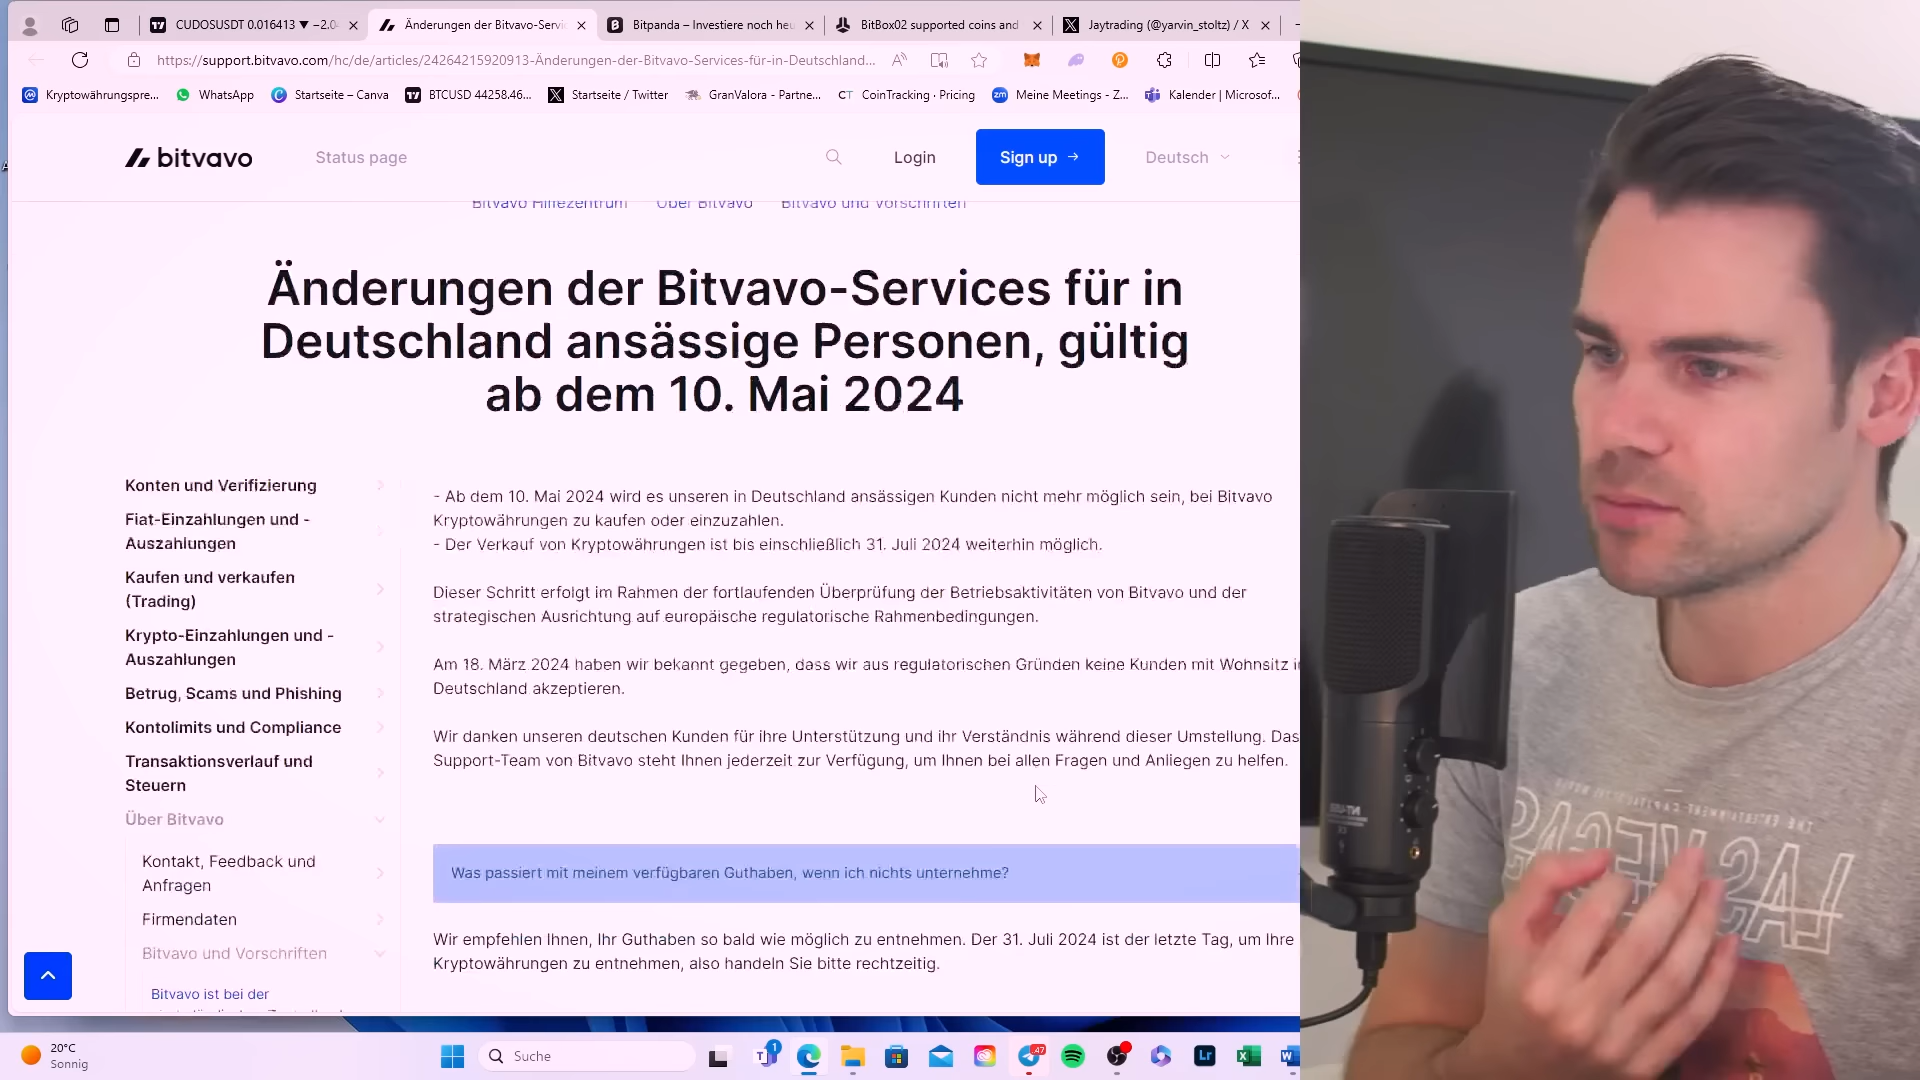 CUDOSUSDT 0.016413 ▼ −2.0
Änderungen der Bitvavo-Servic
Bitpanda – Investiere noch heu
BitBox02 supported coins and
Jaytrading (@yarvin_stoltz) / X
https://support.bitvavo.com/hc/de/articles/24264215920913-Änderungen-der-Bitvavo-Services-für-in-Deutschland...
Kryptowährungspre...
WhatsApp
Startseite – Canva
BTCUSD 44258.46...
Startseite / Twitter
GranValora - Partne...
CoinTracking · Pricing
Meine Meetings - Z...
Kalender | Microsof...
bitvavo
Status page
Login
Sign up →
Deutsch
Bitvavo Hilfezentrum
Über Bitvavo
Bitvavo und Vorschriften
Änderungen der Bitvavo-Services für in
Deutschland ansässige Personen, gültig
ab dem 10. Mai 2024
Konten und Verifizierung
Fiat-Einzahlungen und -
Auszahlungen
Kaufen und verkaufen
(Trading)
Krypto-Einzahlungen und -
Auszahlungen
Betrug, Scams und Phishing
Kontolimits und Compliance
Transaktionsverlauf und
Steuern
Über Bitvavo
Kontakt, Feedback und
Anfragen
Firmendaten
Bitvavo und Vorschriften
Bitvavo ist bei der
- Ab dem 10. Mai 2024 wird es unseren in Deutschland ansässigen Kunden nicht mehr möglich sein, bei Bitvavo
Kryptowährungen zu kaufen oder einzuzahlen.
- Der Verkauf von Kryptowährungen ist bis einschließlich 31. Juli 2024 weiterhin möglich.
Dieser Schritt erfolgt im Rahmen der fortlaufenden Überprüfung der Betriebsaktivitäten von Bitvavo und der
strategischen Ausrichtung auf europäische regulatorische Rahmenbedingungen.
Am 18. März 2024 haben wir bekannt gegeben, dass wir aus regulatorischen Gründen keine Kunden mit Wohnsitz in
Deutschland akzeptieren.
Wir danken unseren deutschen Kunden für ihre Unterstützung und ihr Verständnis während dieser Umstellung. Das
Support-Team von Bitvavo steht Ihnen jederzeit zur Verfügung, um Ihnen bei allen Fragen und Anliegen zu helfen.
Was passiert mit meinem verfügbaren Guthaben, wenn ich nichts unternehme?
Wir empfehlen Ihnen, Ihr Guthaben so bald wie möglich zu entnehmen. Der 31. Juli 2024 ist der letzte Tag, um Ihre
Kryptowährungen zu entnehmen, also handeln Sie bitte rechtzeitig.
20°C
Sonnig
Suche
LAS VEGAS